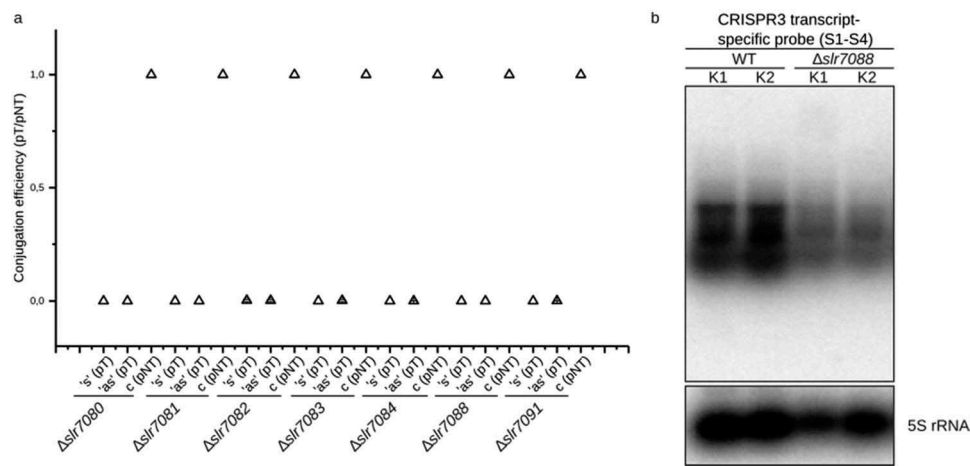 a
Conjugation efficiency (pT/pNT)
1,0
0,5
0,0
's' (pT)
'as' (pT)
c (pNT)
's' (pT)
'as' (pT)
c (pNT)
's' (pT)
'as' (pT)
c (pNT)
's' (pT)
'as' (pT)
c (pNT)
's' (pT)
'as' (pT)
c (pNT)
's' (pT)
'as' (pT)
c (pNT)
's' (pT)
'as' (pT)
c (pNT)
Δslr7080
Δslr7081
Δslr7082
Δslr7083
Δslr7084
Δslr7088
Δslr7091
b
CRISPR3 transcript-
specific probe (S1-S4)
WT Δslr7088
K1 K2 K1 K2
5S rRNA